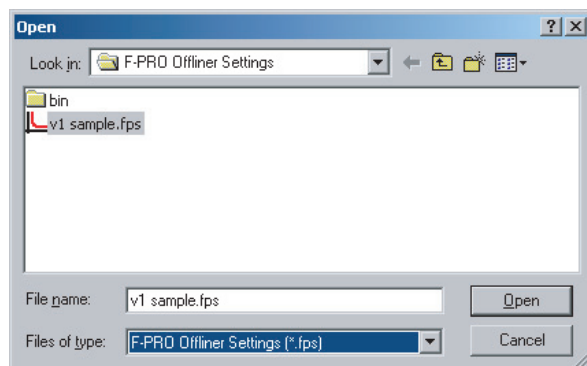 Open
Look in: F-PRO Offliner Settings
bin
v1 sample.fps
File name: v1 sample.fps Open
Files of type: F-PRO Offliner Settings (*.fps) Cancel